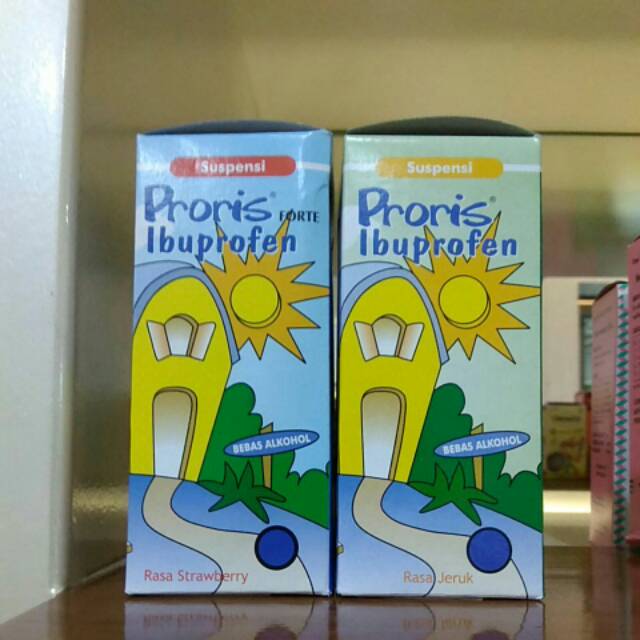 Suspensi
Proris® FORTE
Ibuprofen
BEBAS ALKOHOL
Rasa Strawberry
Suspensi
Proris®
Ibuprofen
BEBAS ALKOHOL
Rasa Jeruk